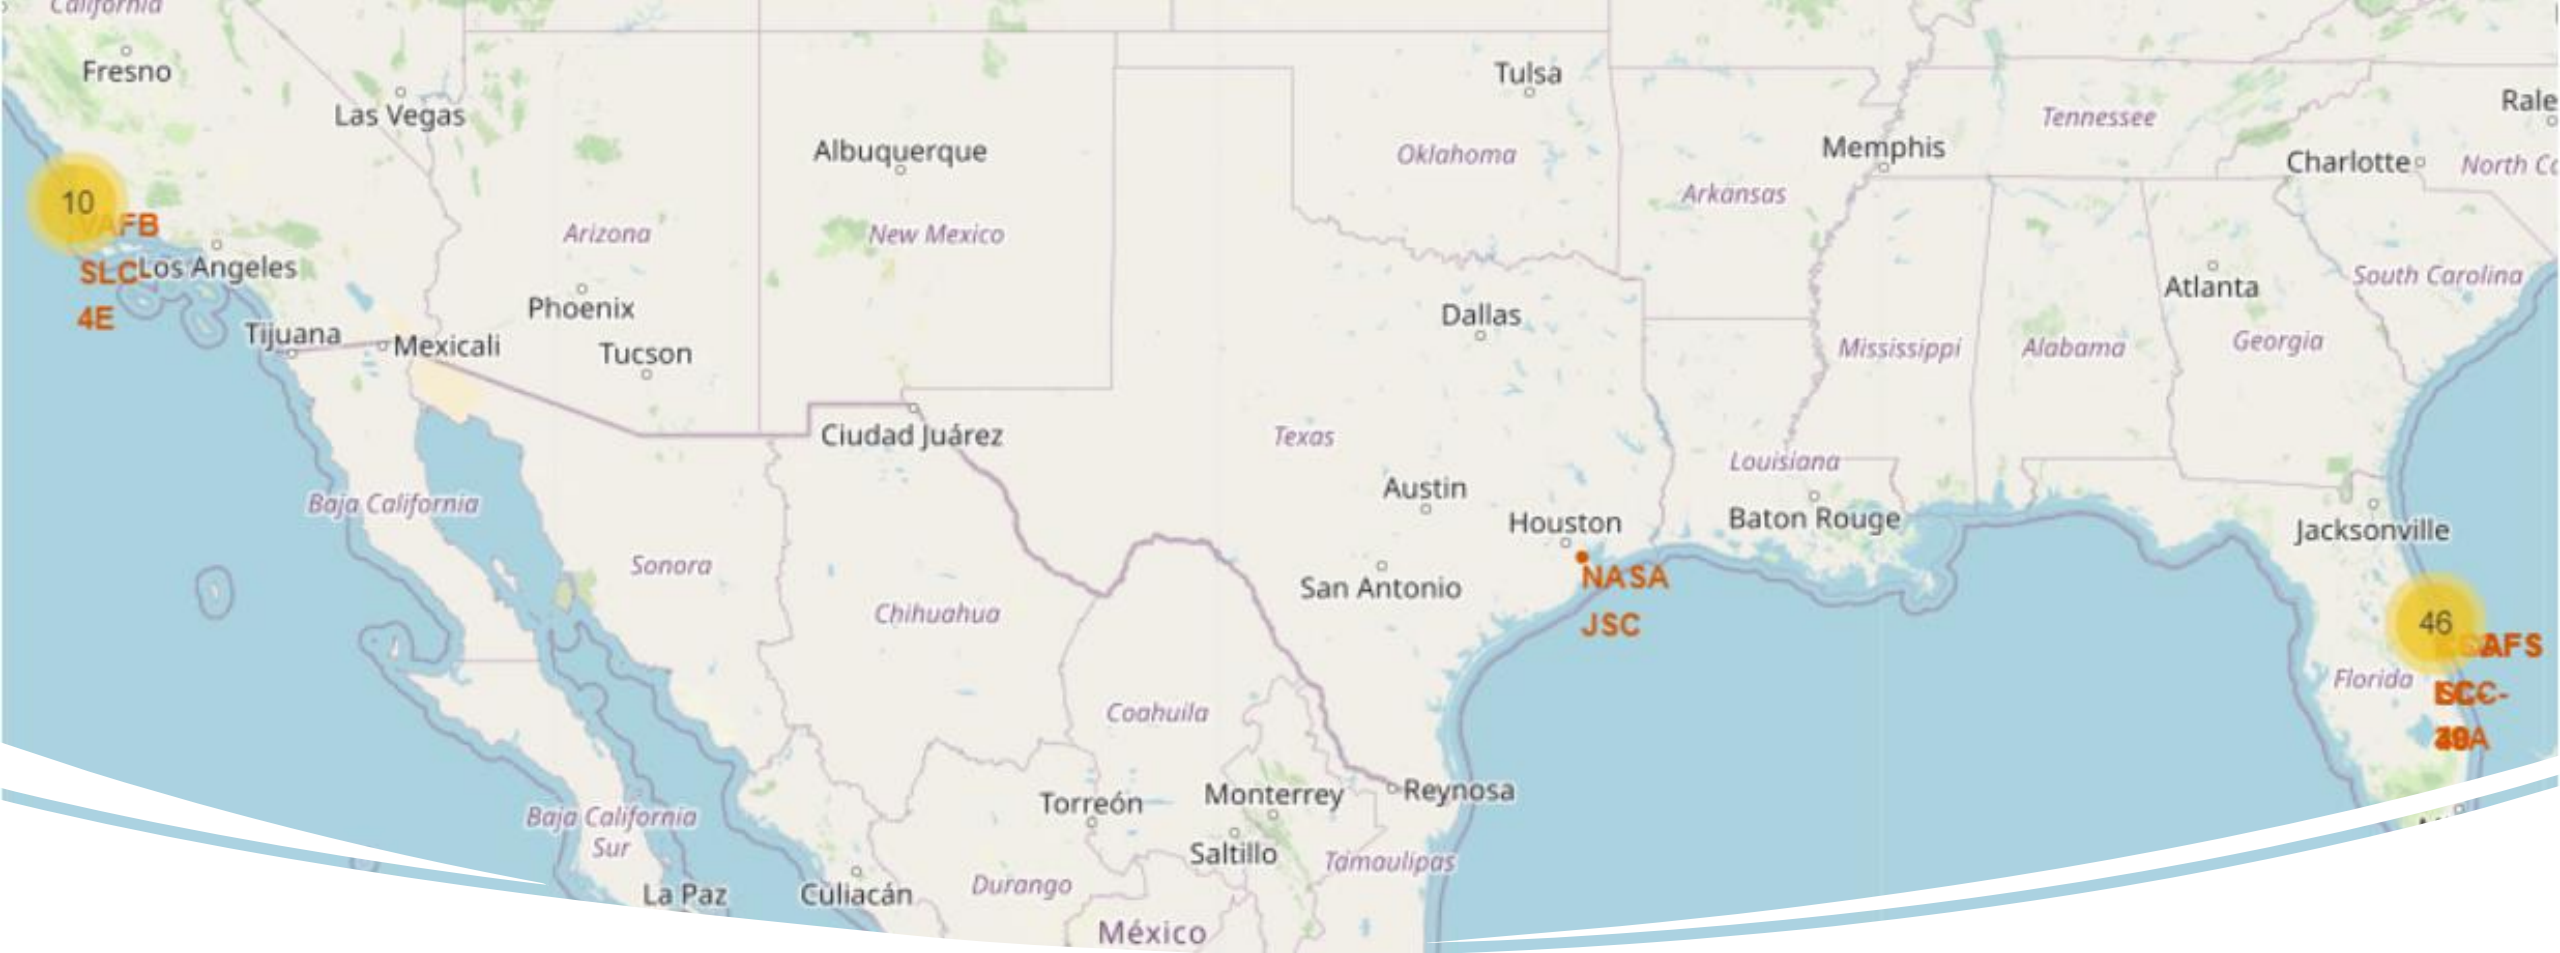 California
Fresno
Las Vegas
10
VAFB
SLC
4E
Los Angeles
Tijuana
Mexicali
Arizona
Phoenix
Tucson
Albuquerque
New Mexico
Ciudad Juárez
Tulsa
Oklahoma
Dallas
Texas
Austin
Houston
San Antonio
NASA
JSC
Memphis
Arkansas
Tennessee
Charlotte
Rale
North Ca
South Carolina
Atlanta
Georgia
Mississippi
Alabama
Louisiana
Baton Rouge
Jacksonville
46
AFS
Florida
Baja California
Sonora
Chihuahua
Coahuila
Torreón
Monterrey
Reynosa
Saltillo
Tamaulipas
Durango
Baja California
Sur
La Paz
Culiacán
México